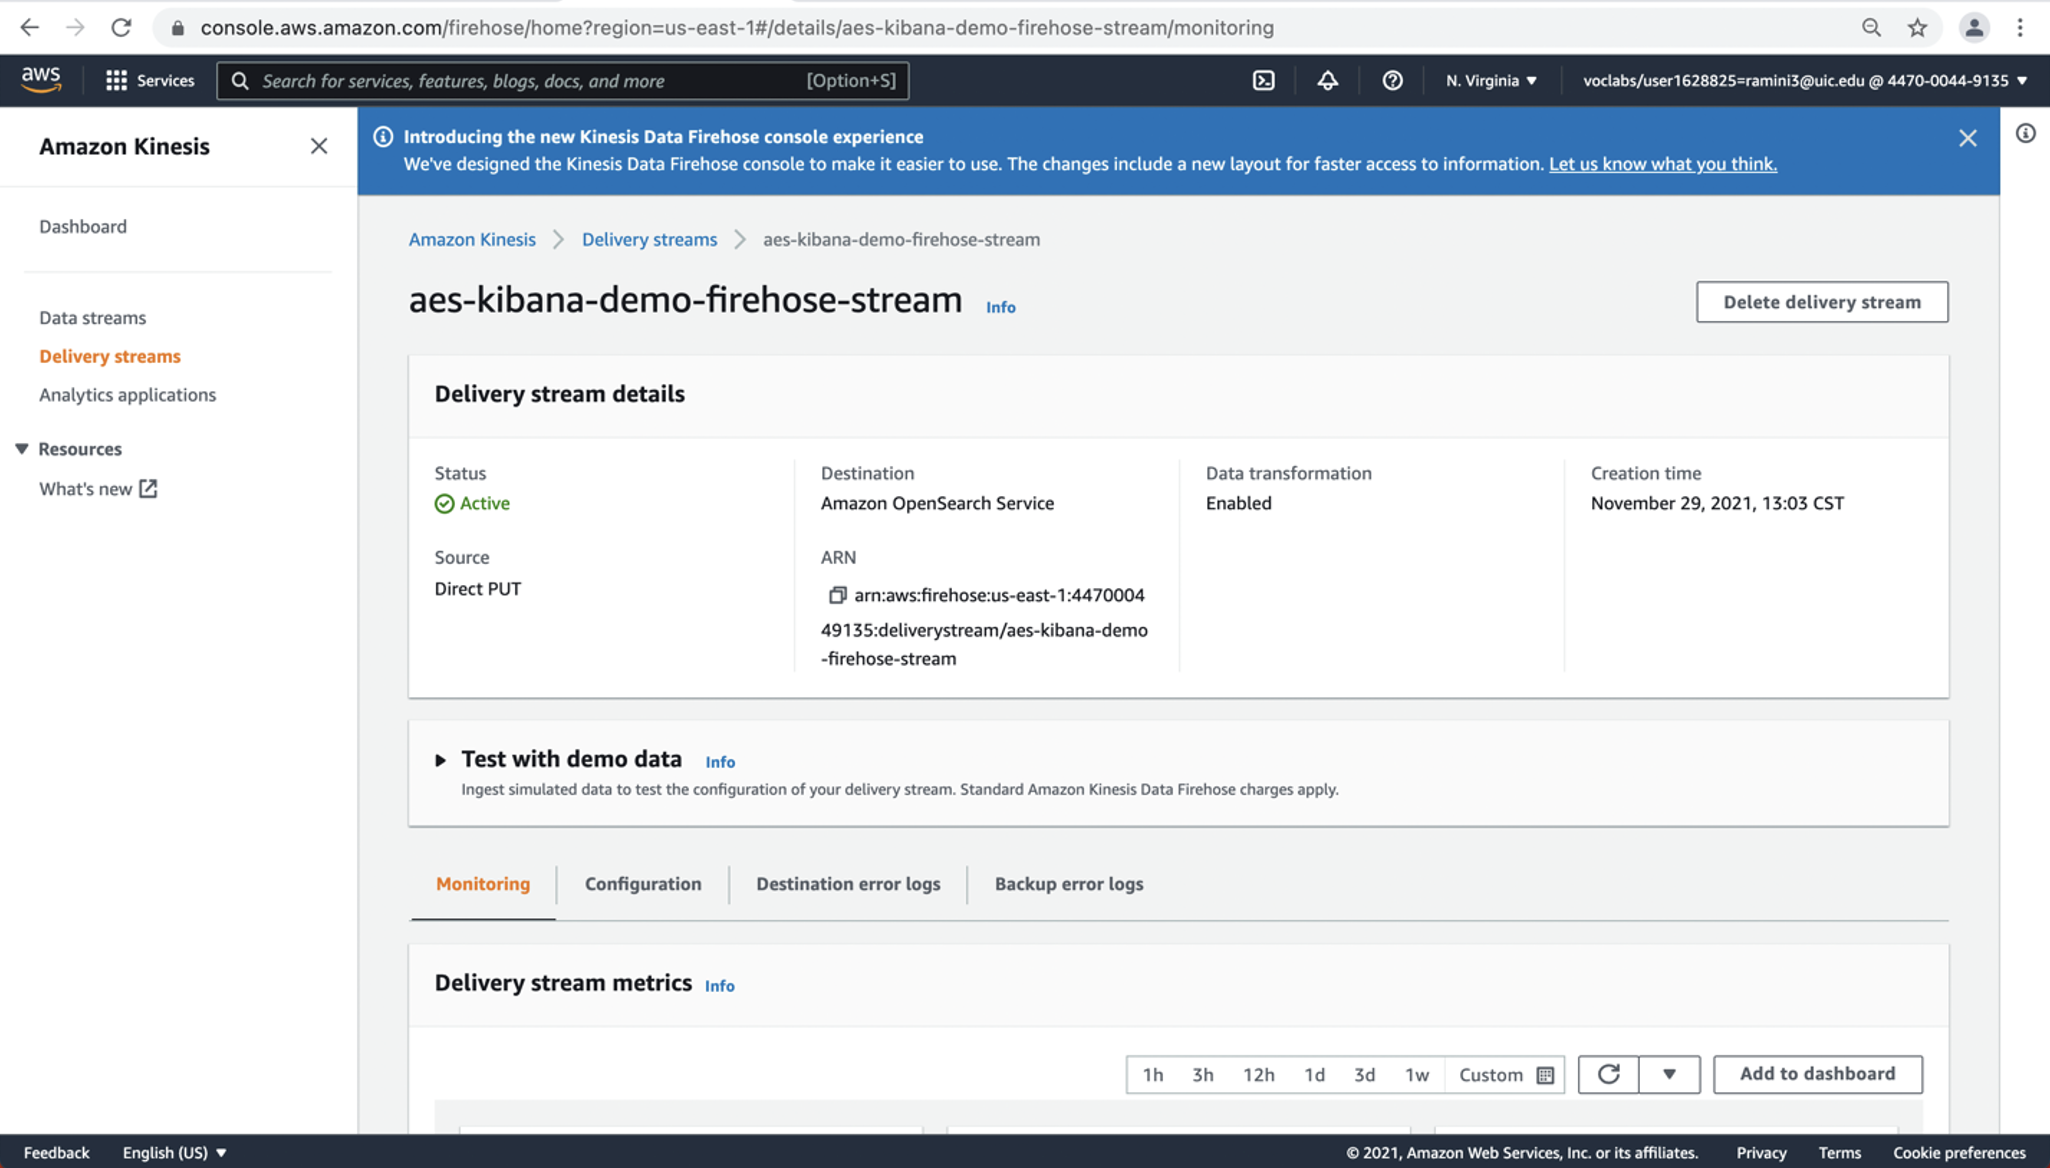 console.aws.amazon.com/firehose/home?region=us-east-1#/details/aes-kibana-demo-firehose-stream/monitoring
aws
Services
Search for services, features, blogs, docs, and more
[Option+S]
N. Virginia
voclabs/user1628825=ramini3@uic.edu @ 4470-0044-9135
Amazon Kinesis
Dashboard
Data streams
Delivery streams
Analytics applications
Resources
What's new
Introducing the new Kinesis Data Firehose console experience
We've designed the Kinesis Data Firehose console to make it easier to use. The changes include a new layout for faster access to information. Let us know what you think.
Amazon Kinesis
Delivery streams
aes-kibana-demo-firehose-stream
aes-kibana-demo-firehose-stream
Info
Delete delivery stream
Delivery stream details
Status
Active
Source
Direct PUT
Destination
Amazon OpenSearch Service
ARN
arn:aws:firehose:us-east-1:4470004
49135:deliverystream/aes-kibana-demo
-firehose-stream
Data transformation
Enabled
Creation time
November 29, 2021, 13:03 CST
Test with demo data
Info
Ingest simulated data to test the configuration of your delivery stream. Standard Amazon Kinesis Data Firehose charges apply.
Monitoring
Configuration
Destination error logs
Backup error logs
Delivery stream metrics
Info
1h
3h
12h
1d
3d
1w
Custom
Add to dashboard
Feedback
English (US)
© 2021, Amazon Web Services, Inc. or its affiliates.
Privacy
Terms
Cookie preferences